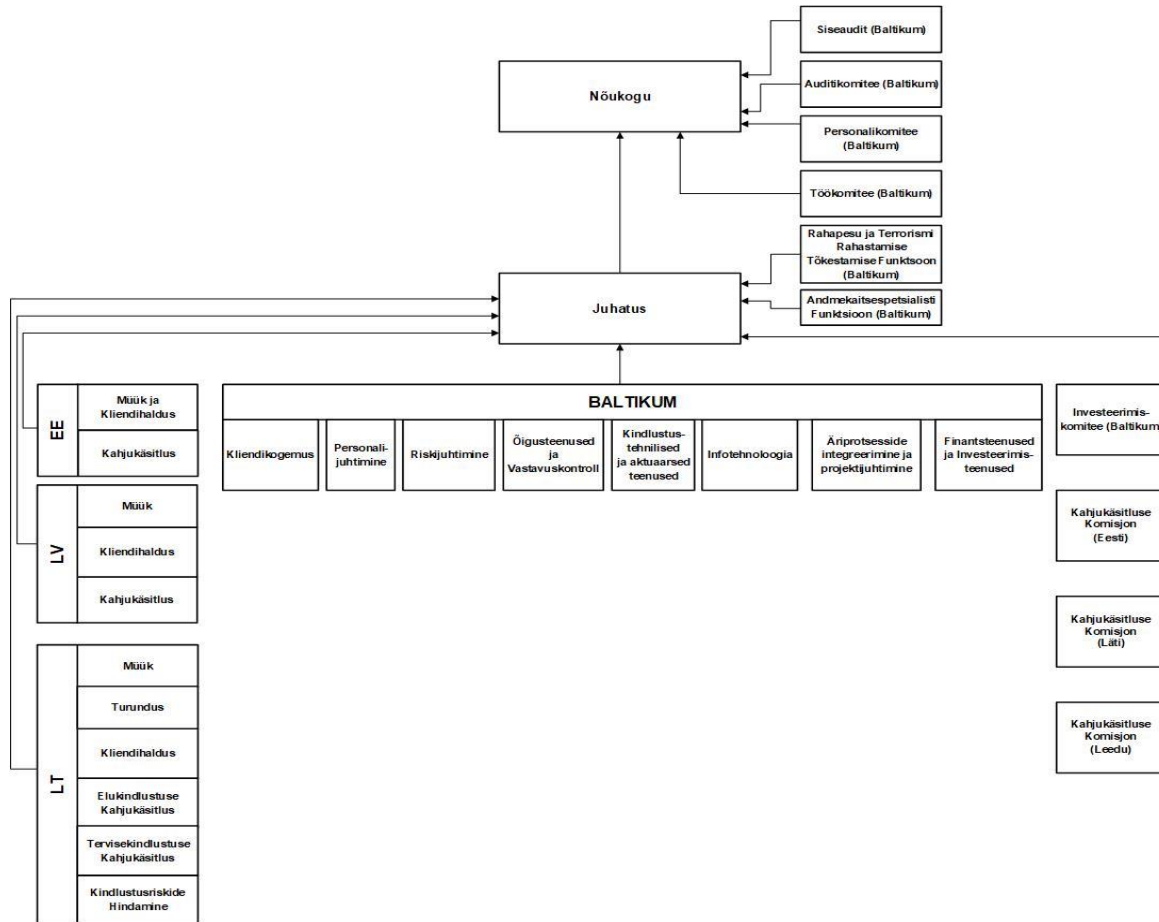 Siseaudit (Baltikum)
Nõukogu
Auditikomitee (Baltikum)
Personalikomitee
(Baltikum)
Töökomitee (Baltikum)
Rahapesu ja Terrorismi
Rahastamise
Tõkestamise Funktsoon
(Baltikum)
Juhatus
Andmekaitsespetsialisti
Funktsioon (Baltikum)
EE
Müük ja
Kliendihaldus
Kahjukäsitlus
LV
Müük
Kliendihaldus
Kahjukäsitlus
LT
Müük
Turundus
Kliendihaldus
Elukindlustuse
Kahjukäsitlus
Tervisekindlustuse
Kahjukäsitlus
Kindlustusriskide
Hindamine
BALTIKUM
Kliendikogemus
Personali-
juhtimine
Riskijuhtimine
Õigusteenused
ja
Vastavuskontroll
Kindlustus-
tehnilised
ja aktuaarsed
teenused
Infotehnoloogia
Äriprotsesside
integreerimine ja
projektijuhtimine
Finantsteenused
ja Investeerimis-
teenused
Investeerimis-
komitee (Baltikum
Kahjukäsitluse
Komisjon
(Eesti)
Kahjukäsitluse
Komisjon
(Läti)
Kahjukäsitluse
Komisjon
(Leedu)